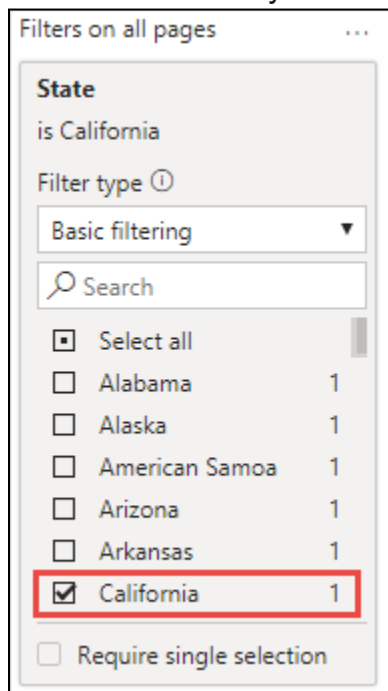 Filters on all pages ...
State
is California
Filter type ⓘ
Basic filtering
Search
Select all
Alabama 1
Alaska 1
American Samoa 1
Arizona 1
Arkansas 1
California 1
Require single selection